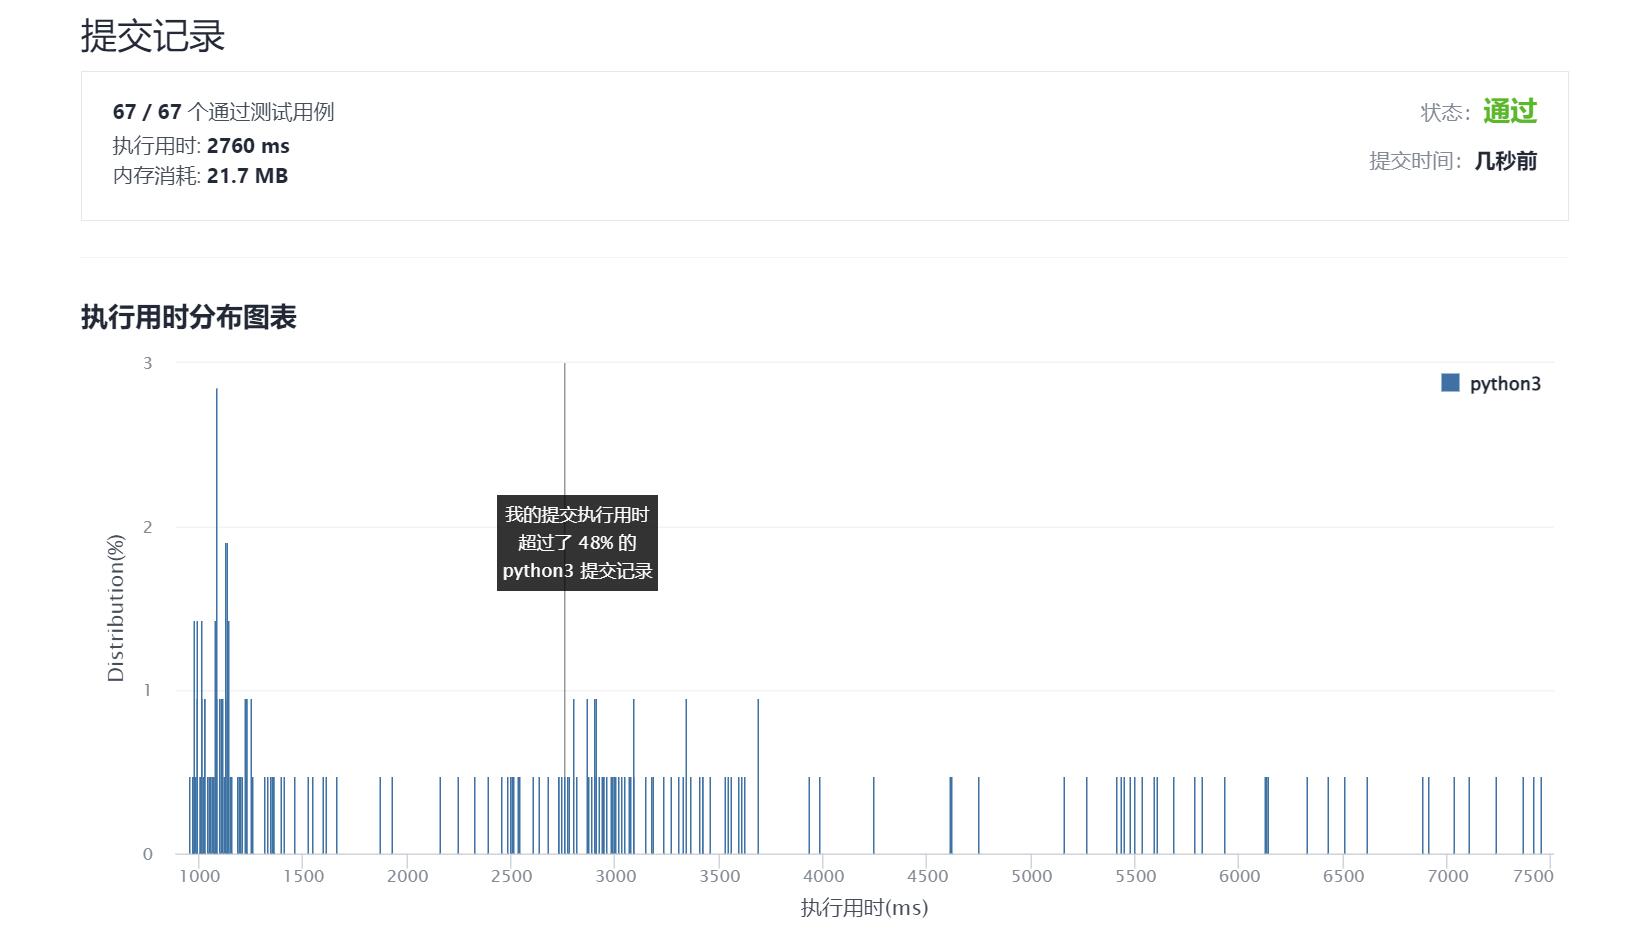 提交记录
67 / 67 个通过测试用例
状态：通过
执行用时: 2760 ms
提交时间：几秒前
内存消耗: 21.7 MB
执行用时分布图表
python3
我的提交执行用时
超过了 48% 的
python3 提交记录
Distribution(%)
3
2
1
0
1000 1500 2000 2500 3000 3500 4000 4500 5000 5500 6000 6500 7000 7500
执行用时(ms)